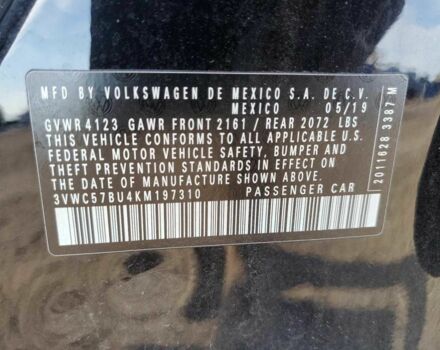 MFD BY VOLKSWAGEN DE MEXICO S.A. DE C.V.
MEXICO 05/19
GVWR 4123 GAWR FRONT 2161 / REAR 2072 LBS
THIS VEHICLE CONFORMS TO ALL APPLICABLE U.S.
FEDERAL MOTOR VEHICLE SAFETY, BUMPER AND
THEFT PREVENTION STANDARDS IN EFFECT ON
THE DATE OF MANUFACTURE SHOWN ABOVE.
3VWC57BU4KM197310 PASSENGER CAR
2011628 3387 M